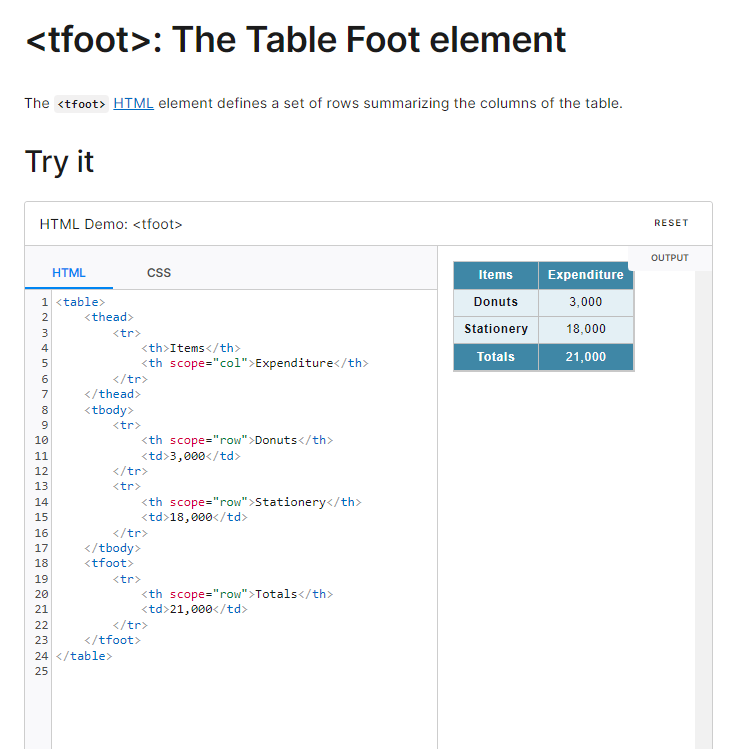 <tfoot>: The Table Foot element
The <tfoot> HTML element defines a set of rows summarizing the columns of the table.
Try it
HTML Demo: <tfoot>
RESET
HTML
CSS
1 <table>
2     <thead>
3         <tr>
4             <th>Items</th>
5             <th scope="col">Expenditure</th>
6         </tr>
7     </thead>
8     <tbody>
9         <tr>
10             <th scope="row">Donuts</th>
11             <td>3,000</td>
12         </tr>
13         <tr>
14             <th scope="row">Stationery</th>
15             <td>18,000</td>
16         </tr>
17     </tbody>
18     <tfoot>
19         <tr>
20             <th scope="row">Totals</th>
21             <td>21,000</td>
22         </tr>
23     </tfoot>
24 </table>
25
OUTPUT
Items Expenditure
Donuts 3,000
Stationery 18,000
Totals 21,000